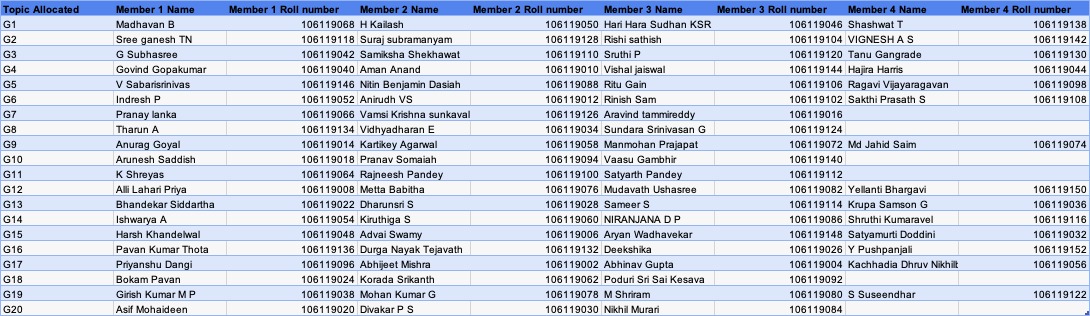 Topic Allocated Member 1 Name Member 1 Roll number Member 2 Name Member 2 Roll number Member 3 Name Member 3 Roll number Member 4 Name Member 4 Roll number
G1 Madhavan B 106119068 H Kailash 106119050 Hari Hara Sudhan KSR 106119046 Shashwat T 106119138
G2 Sree ganesh TN 106119118 Suraj subramanyam 106119128 Rishi sathish 106119104 VIGNESH A S 106119142
G3 G Subhasree 106119042 Samiksha Shekhawat 106119110 Sruthi P 106119120 Tanu Gangrade 106119130
G4 Govind Gopakumar 106119040 Aman Anand 106119010 Vishal jaiswal 106119144 Hajira Harris 106119044
G5 V Sabarisrinivas 106119146 Nitin Benjamin Dasiah 106119088 Ritu Gain 106119106 Ragavi Vijayaragavan 106119098
G6 Indresh P 106119052 Anirudh VS 106119012 Rinish Sam 106119102 Sakthi Prasath S 106119108
G7 Pranay lanka 106119066 Vamsi Krishna sunkaval 106119126 Aravind tammireddy 106119016
G8 Tharun A 106119134 Vidhyadharan E 106119034 Sundara Srinivasan G 106119124
G9 Anurag Goyal 106119014 Kartikey Agarwal 106119058 Manmohan Prajapat 106119072 Md Jahid Saim 106119074
G10 Arunesh Saddish 106119018 Pranav Somaiah 106119094 Vaasu Gambhir 106119140
G11 K Shreyas 106119064 Rajneesh Pandey 106119100 Satyarth Pandey 106119112
G12 Alli Lahari Priya 106119008 Metta Babitha 106119076 Mudavath Ushasree 106119082 Yellanti Bhargavi 106119150
G13 Bhandekar Siddartha 106119022 Dharunsri S 106119028 Sameer S 106119114 Krupa Samson G 106119036
G14 Ishwarya A 106119054 Kiruthiga S 106119060 NIRANJANA D P 106119086 Shruthi Kumaravel 106119116
G15 Harsh Khandelwal 106119048 Advai Swamy 106119006 Aryan Wadhavekar 106119148 Satyamurti Doddini 106119032
G16 Pavan Kumar Thota 106119136 Durga Nayak Tejavath 106119132 Deekshika 106119026 Y Pushpanjali 106119152
G17 Priyanshu Dangi 106119096 Abhijeet Mishra 106119002 Abhinav Gupta 106119004 Kachhadia Dhruv Nikhilb 106119056
G18 Bokam Pavan 106119024 Korada Srikanth 106119062 Poduri Sri Sai Kesava 106119092
G19 Girish Kumar M P 106119038 Mohan Kumar G 106119078 M Shriram 106119080 S Suseendhar 106119122
G20 Asif Mohaideen 106119020 Divakar P S 106119030 Nikhil Murari 106119084